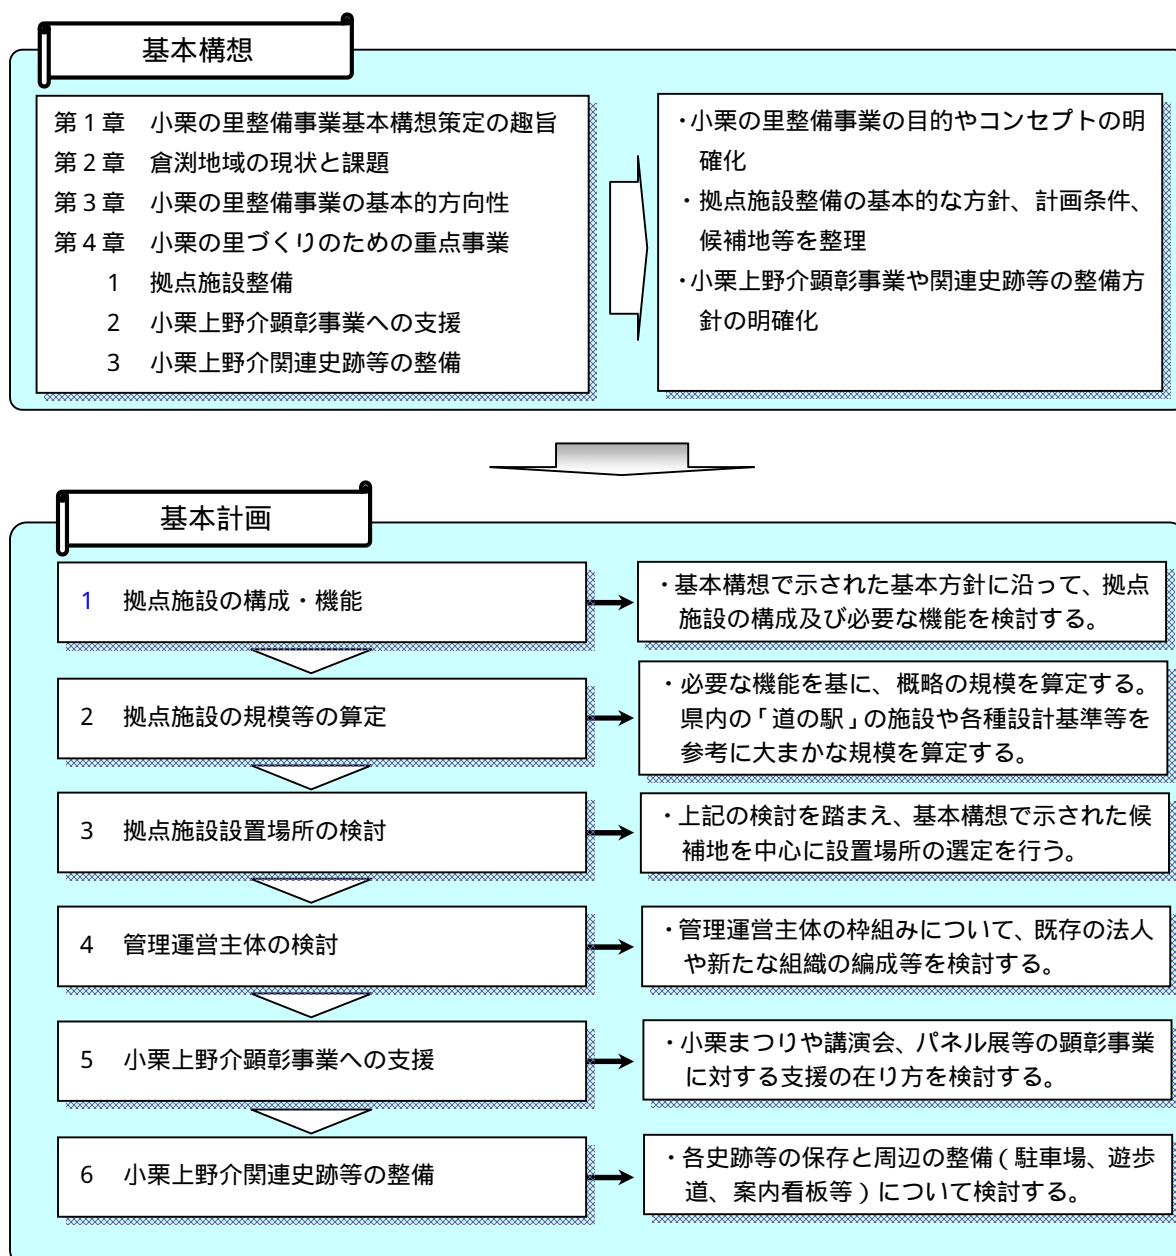 基本構想
第1章 小栗の里整備事業基本構想策定の趣旨
第2章 倉渕地域の現状と課題
第3章 小栗の里整備事業の基本的方向性
第4章 小栗の里づくりのための重点事業
1 拠点施設整備
2 小栗上野介顕彰事業への支援
3 小栗上野介関連史跡等の整備
・小栗の里整備事業の目的やコンセプトの明
確化
・拠点施設整備の基本的な方針、計画条件、
候補地等を整理
・小栗上野介顕彰事業や関連史跡等の整備方
針の明確化
基本計画
1 拠点施設の構成・機能
・基本構想で示された基本方針に沿って、拠点
施設の構成及び必要な機能を検討する。
2 拠点施設の規模等の算定
・必要な機能を基に、概略の規模を算定する。
県内の「道の駅」の施設や各種設計基準等を
参考に大まかな規模を算定する。
3 拠点施設設置場所の検討
・上記の検討を踏まえ、基本構想で示された候
補地を中心に設置場所の選定を行う。
4 管理運営主体の検討
・管理運営主体の枠組みについて、既存の法人
や新たな組織の編成等を検討する。
5 小栗上野介顕彰事業への支援
・小栗まつりや講演会、パネル展等の顕彰事業
に対する支援の在り方を検討する。
6 小栗上野介関連史跡等の整備
・各史跡等の保存と周辺の整備(駐車場、遊歩
道、案内看板等)について検討する。